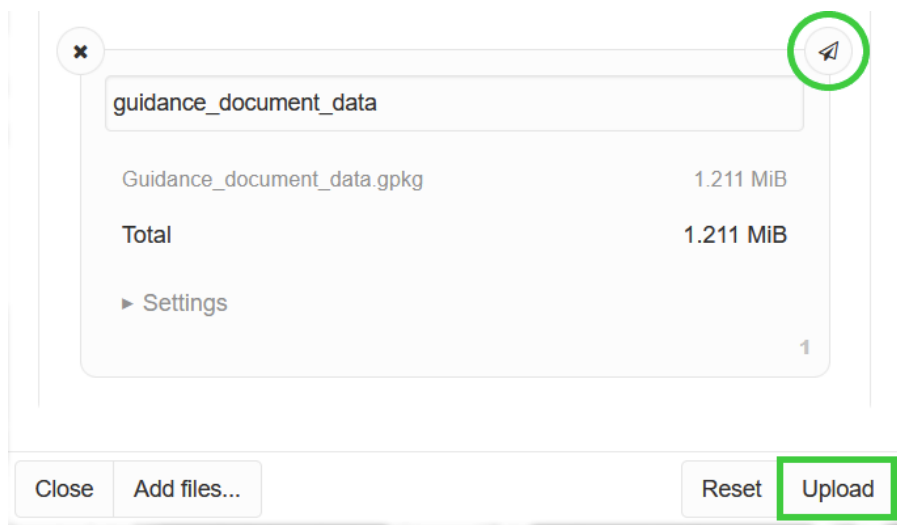 guidance_document_data
Guidance_document_data.gpkg 1.211 MiB
Total 1.211 MiB
▸ Settings
1
Close Add files... Reset Upload